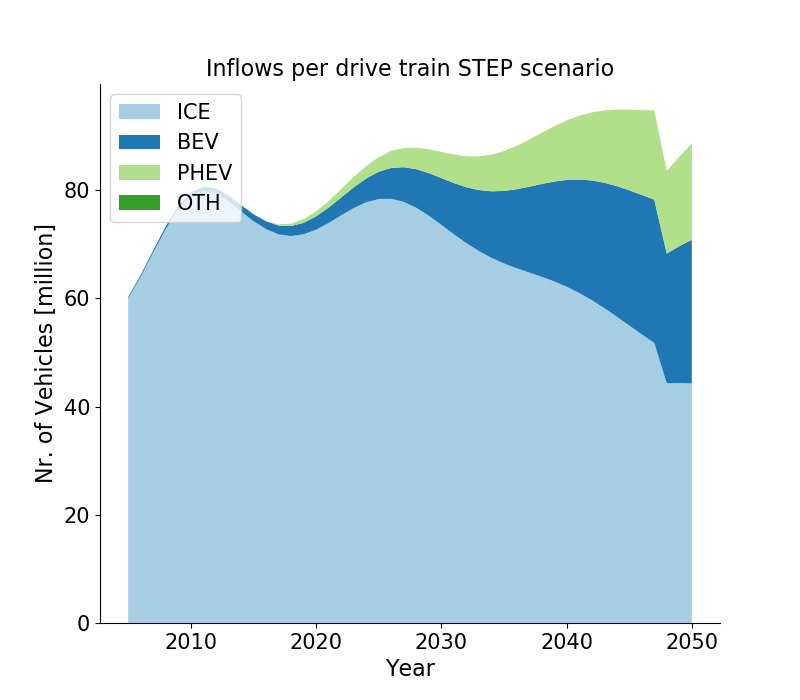 Inflows per drive train STEP scenario
ICE
BEV
PHEV
OTH
80
60
40
20
0
Nr. of Vehicles [million]
2010 2020 2030 2040 2050
Year